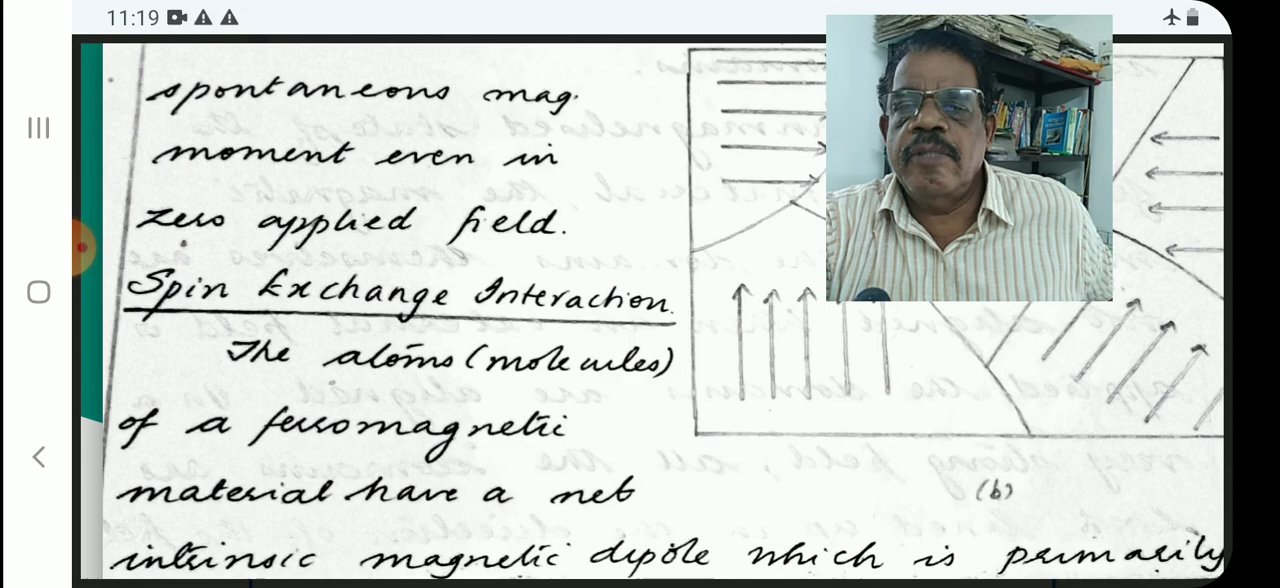 11:19
spontaneous mag.
moment even in
zero applied field.
Spin Exchange Interaction.
The atoms (molecules)
of a ferromagnetic
material have a net
(b)
intrinsic magnetic dipole which is permarily